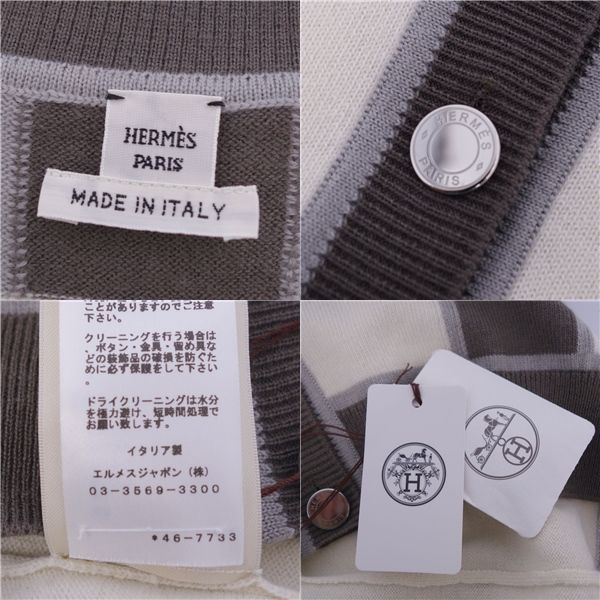 HERMÈS
PARIS
MADE IN ITALY
HERMÈS
PARIS
ことがありますのでご注意
下さい。
クリーニングを行う場合は
、ボタン・金具・留め具な
どの装飾品の破損を防ぐた
めに必ず保護をして下さい
。
ドライクリーニングは水分
を極力避け、短時間処理で
お願い致します。
イタリア製
エルメスジャポン（株）
03-3569-3300
*46-7733
H
H